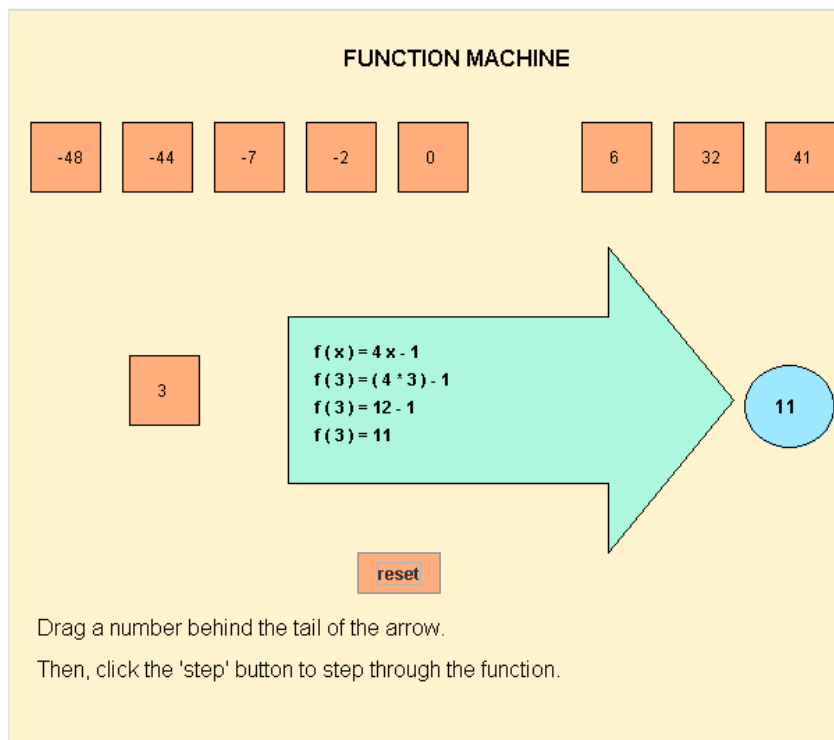 FUNCTION MACHINE
-48 -44 -7 -2 0 6 32 41
f ( x ) = 4 x - 1
f ( 3 ) = ( 4 * 3 ) - 1
f ( 3 ) = 12 - 1
f ( 3 ) = 11
3
11
reset
Drag a number behind the tail of the arrow.
Then, click the 'step' button to step through the function.